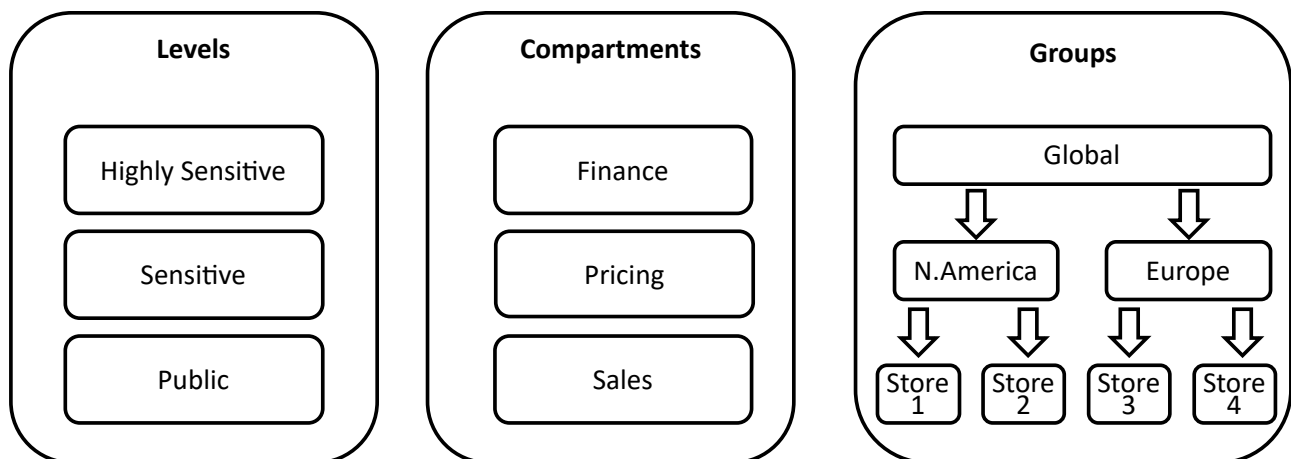 Levels
Highly Sensitive
Sensitive
Public
Compartments
Finance
Pricing
Sales
Groups
Global
N.America
Europe
Store
1
Store
2
Store
3
Store
4